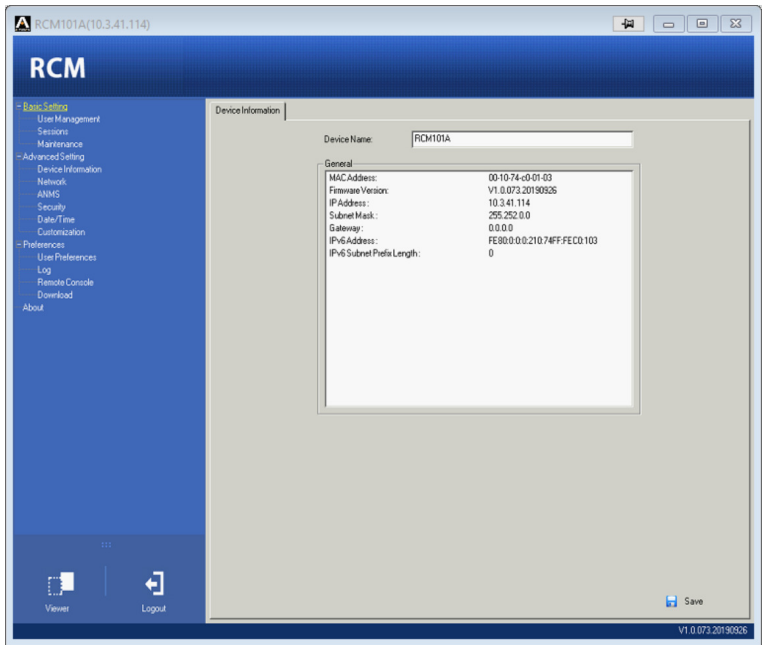 RCM101A(10.3.41.114)
RCM
Basic Setting
User Management
Sessions
Maintenance
Advanced Setting
Device Information
Network
ANMS
Security
Date/Time
Customization
Preferences
User Preferences
Log
Remote Console
Download
About
Viewer
Logout
Device Information
Device Name: RCM101A
General
MAC Address: 00-10-74-c0-01-03
Firmware Version: V1.0.073.20190926
IP Address : 10.3.41.114
Subnet Mask : 255.252.0.0
Gateway : 0.0.0.0
IPv6 Address : FE80:0:0:0:210:74FF:FEC0:103
IPv6 Subnet Prefix Length : 0
Save
V1.0.073.20190926